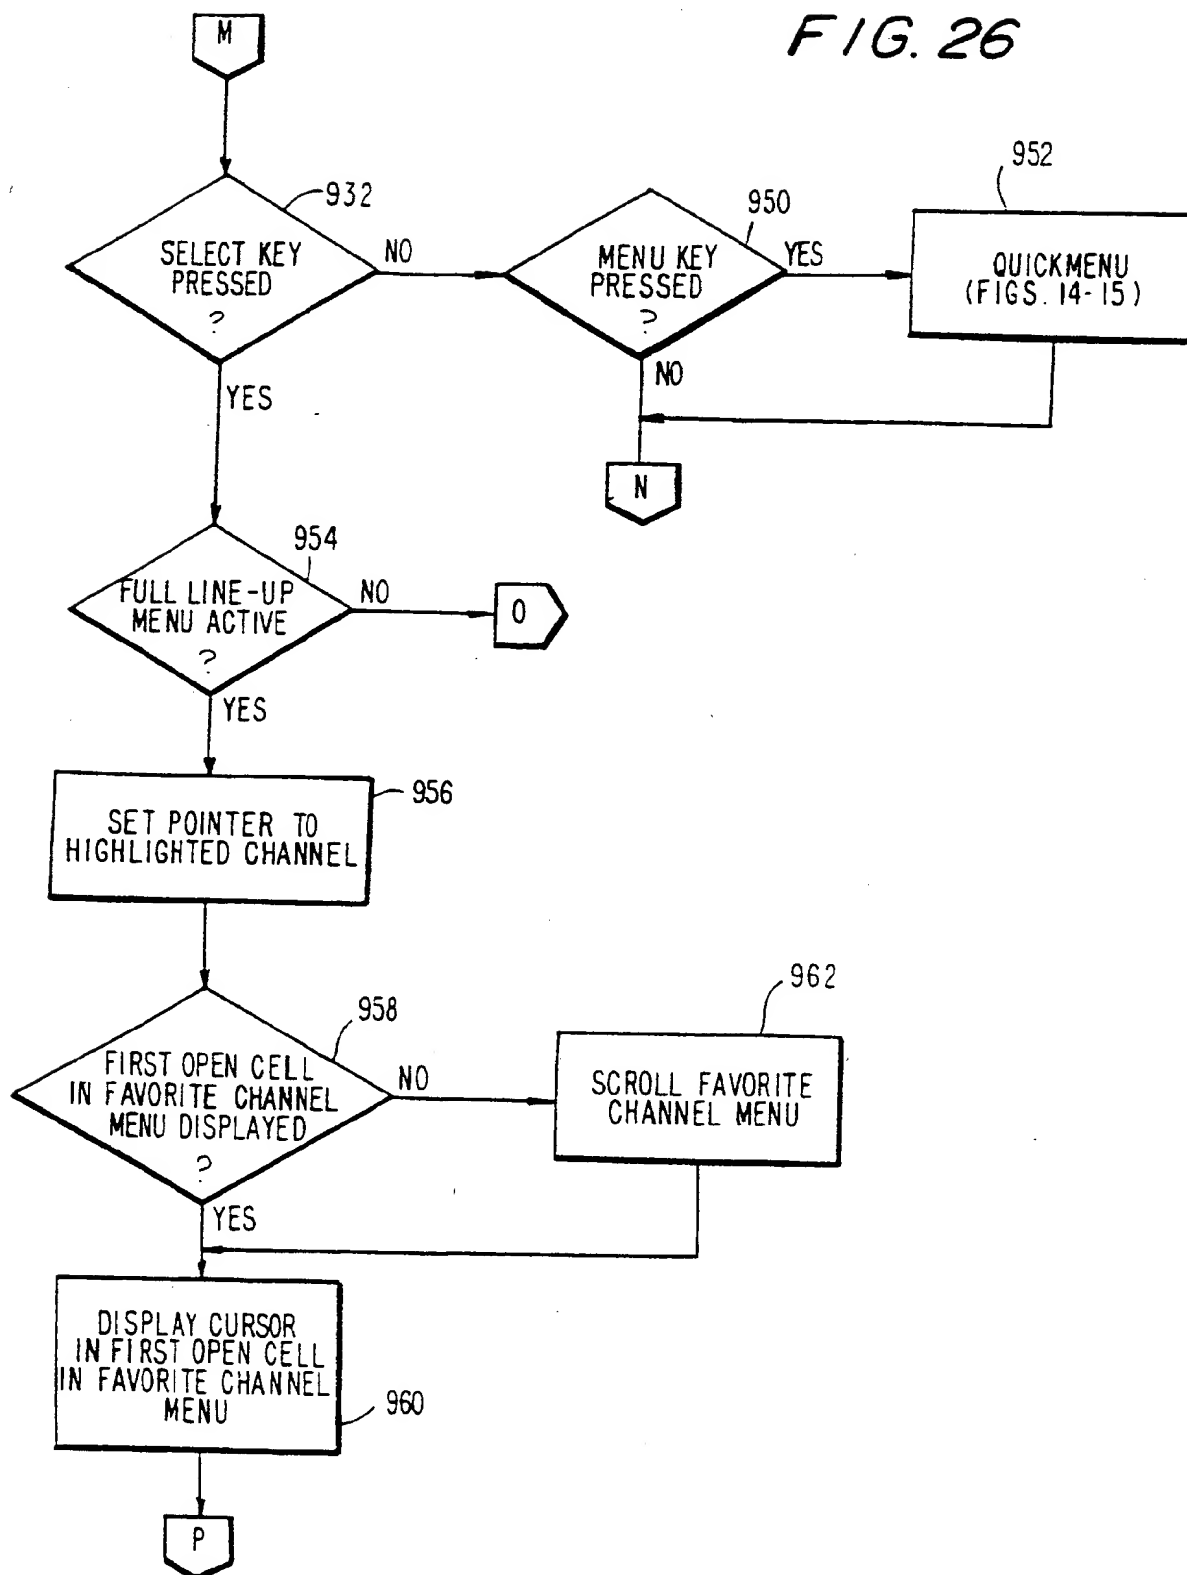 M
FIG. 26
932
SELECT KEY
PRESSED
?
NO
YES
950
MENU KEY
PRESSED
?
YES
NO
952
QUICKMENU
(FIGS. 14-15)
N
954
FULL LINE-UP
MENU ACTIVE
?
NO
O
YES
956
SET POINTER TO
HIGHLIGHTED CHANNEL
958
FIRST OPEN CELL
IN FAVORITE CHANNEL
MENU DISPLAYED
?
NO
YES
962
SCROLL FAVORITE
CHANNEL MENU
DISPLAY CURSOR
IN FIRST OPEN CELL
IN FAVORITE CHANNEL
MENU
960
P